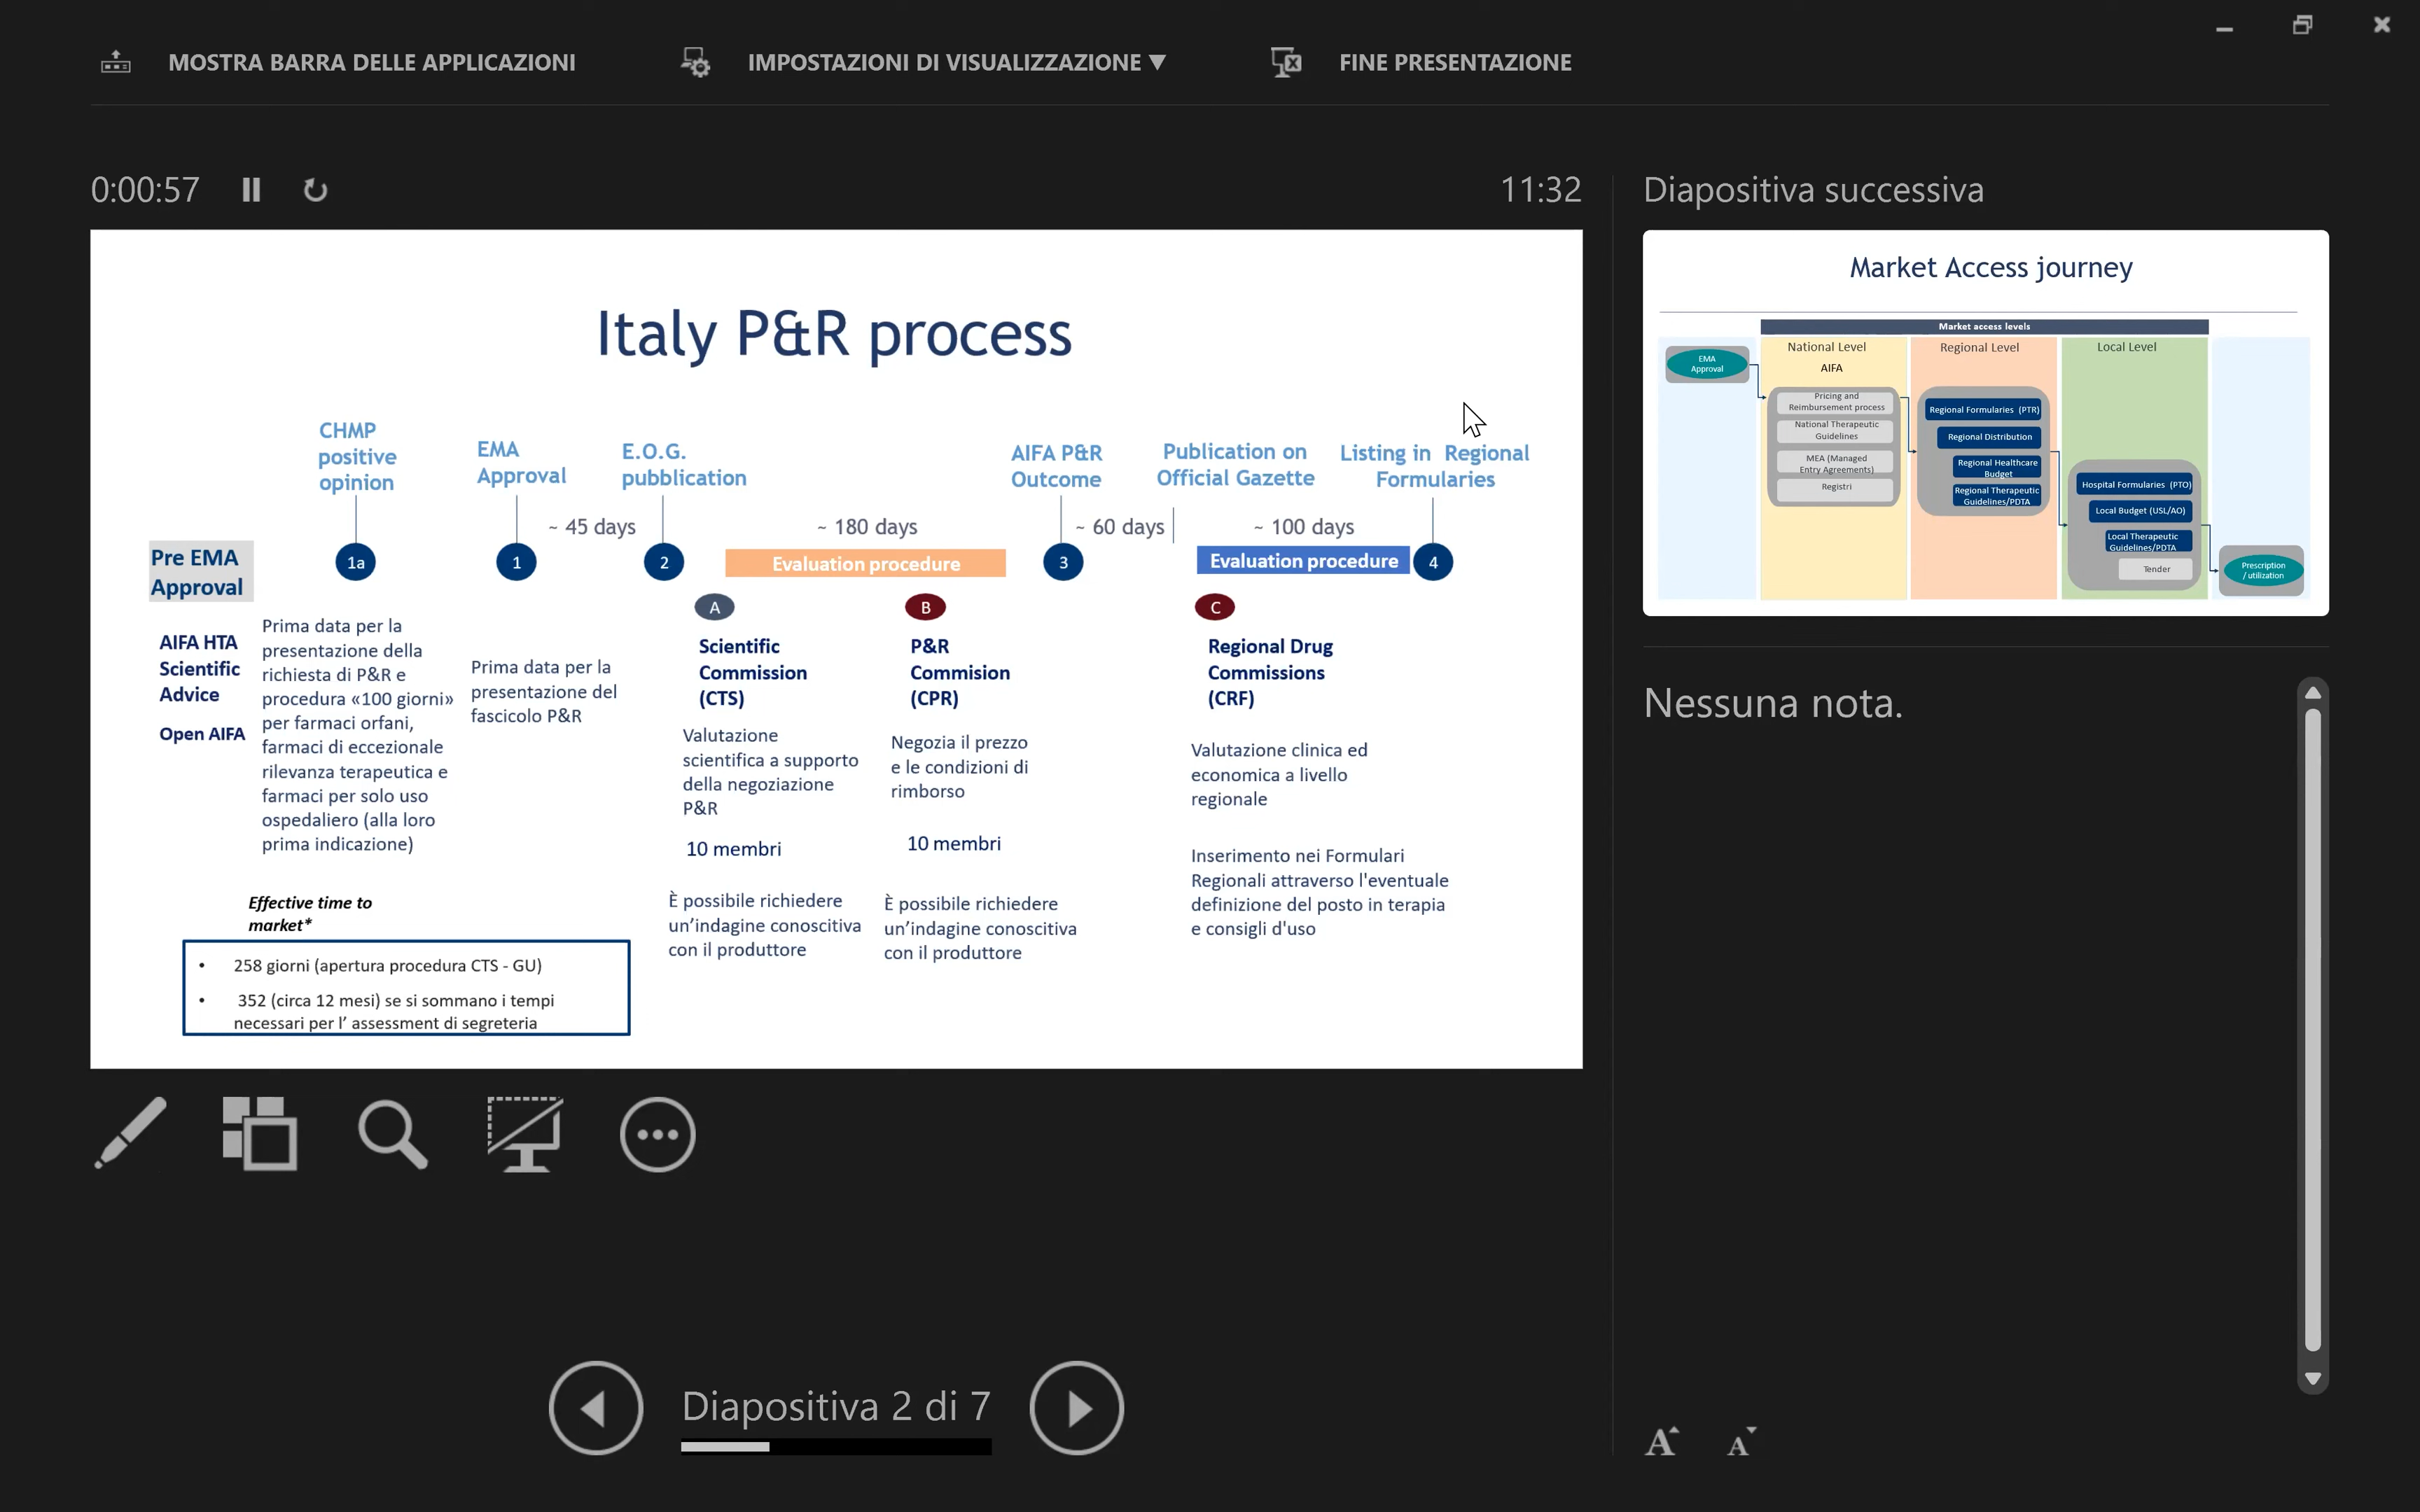 MOSTRA BARRA DELLE APPLICAZIONI
IMPOSTAZIONI DI VISUALIZZAZIONE ▼
FINE PRESENTAZIONE
0:00:57
11:32
Italy P&R process
CHMP
positive
opinion
EMA
Approval
E.O.G.
pubblication
AIFA P&R
Outcome
Publication on
Official Gazette
Listing in Regional
Formularies
~ 45 days
~ 180 days
~ 60 days
~ 100 days
Pre EMA
Approval
1a
1
2
Evaluation procedure
3
Evaluation procedure
4
A
B
C
AIFA HTA
Scientific
Advice
Open AIFA
Prima data per la
presentazione della
richiesta di P&R e
procedura «100 giorni»
per farmaci orfani,
farmaci di eccezionale
rilevanza terapeutica e
farmaci per solo uso
ospedaliero (alla loro
prima indicazione)
Prima data per la
presentazione del
fascicolo P&R
Scientific
Commission
(CTS)
Valutazione
scientifica a supporto
della negoziazione
P&R
10 membri
È possibile richiedere
un'indagine conoscitiva
con il produttore
P&R
Commision
(CPR)
Negozia il prezzo
e le condizioni di
rimborso
10 membri
È possibile richiedere
un'indagine conoscitiva
con il produttore
Regional Drug
Commissions
(CRF)
Valutazione clinica ed
economica a livello
regionale
Inserimento nei Formulari
Regionali attraverso l'eventuale
definizione del posto in terapia
e consigli d'uso
Effective time to
market*
• 258 giorni (apertura procedura CTS - GU)
• 352 (circa 12 mesi) se si sommano i tempi
necessari per l' assessment di segreteria
Diapositiva 2 di 7
Diapositiva successiva
Market Access journey
Market access levels
National Level
Regional Level
Local Level
EMA
Approval
AIFA
Pricing and
Reimbursement process
National Therapeutic
Guidelines
MEA (Managed
Entry Agreements)
Registri
Regional Formularies (PTR)
Regional Distribution
Regional Healthcare
Budget
Regional Therapeutic
Guidelines/PDTA
Hospital Formularies (PTO)
Local Budget (USL/AO)
Local Therapeutic
Guidelines/PDTA
Tender
Prescription
/ utilization
Nessuna nota.
A A